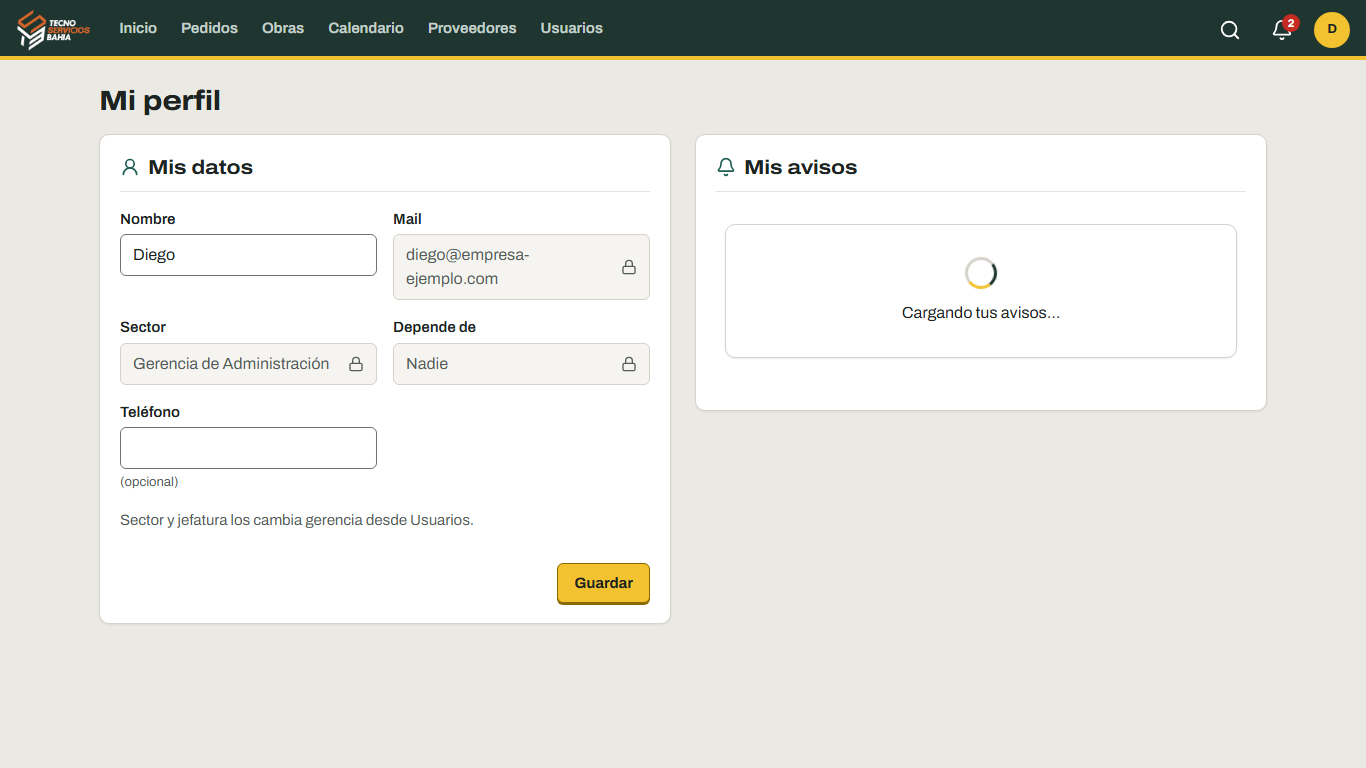 TECNO
SERVICIOS
BAHIA
Inicio
Pedidos
Obras
Calendario
Proveedores
Usuarios
2
D
Mi perfil
Mis datos
Nombre
Diego
Mail
diego@empresa-
ejemplo.com
Sector
Gerencia de Administración
Depende de
Nadie
Teléfono
(opcional)
Sector y jefatura los cambia gerencia desde Usuarios.
Guardar
Mis avisos
Cargando tus avisos...